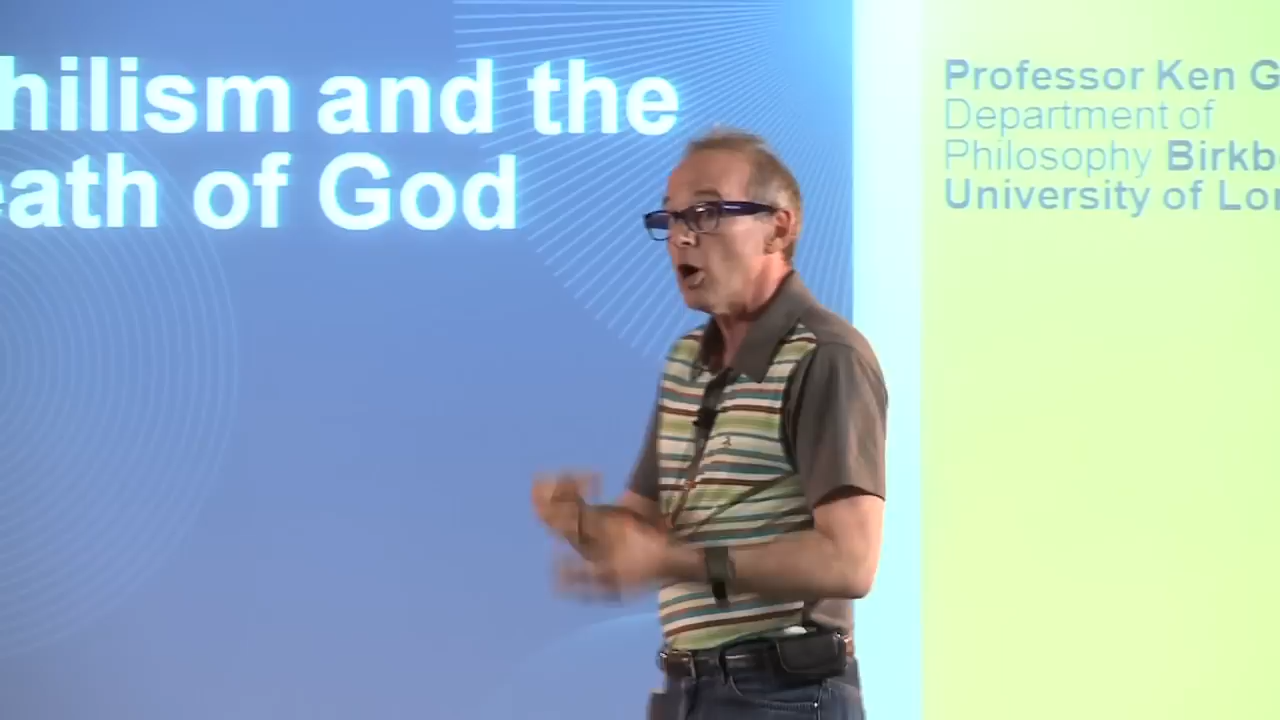 hilism and the
eath of God
Professor Ken G
Department of
Philosophy Birkb
University of Lon